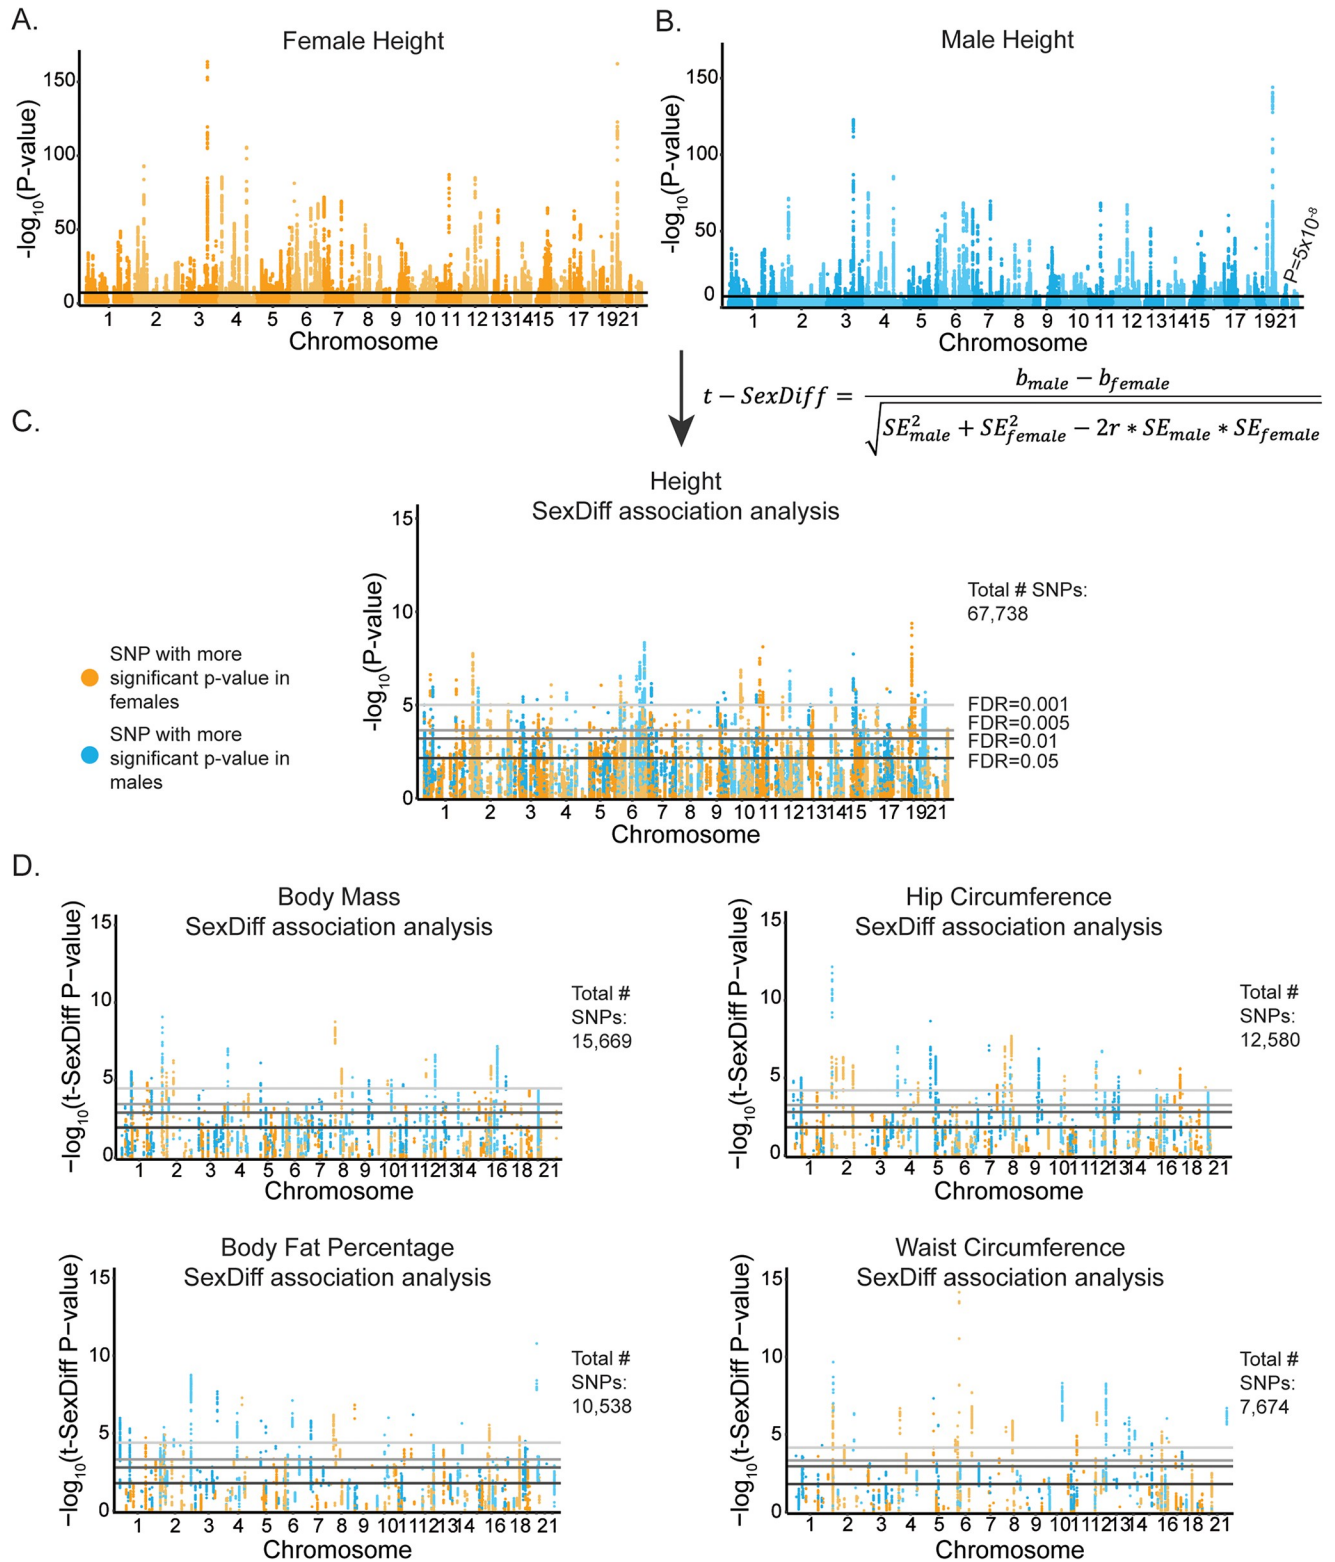 A.
Female Height
-log10(P-value)
150
100
50
0
1 2 3 4 5 6 7 8 9 10 11 12 13 14 15 17 19 21
Chromosome
B.
Male Height
-log10(P-value)
150
100
50
0
P=5x10-8
1 2 3 4 5 6 7 8 9 10 11 12 13 14 15 17 19 21
Chromosome
t − SexDiff = bmale − bfemale / √SE²male + SE²female − 2r * SEmale * SEfemale
C.
Height
SexDiff association analysis
-log10(P-value)
15
10
5
0
Total # SNPs:
67,738
FDR=0.001
FDR=0.005
FDR=0.01
FDR=0.05
SNP with more
significant p-value in
females
SNP with more
significant p-value in
males
1 2 3 4 5 6 7 8 9 10 11 12 13 14 15 17 19 21
Chromosome
D.
Body Mass
SexDiff association analysis
−log10(t−SexDiff P−value)
15
10
5
0
Total #
SNPs:
15,669
1 2 3 4 5 6 7 8 9 10 11 12 13 14 16 18 21
Chromosome
Hip Circumference
SexDiff association analysis
−log10(t−SexDiff P−value)
15
10
5
0
Total #
SNPs:
12,580
1 2 3 4 5 6 7 8 9 10 11 12 13 14 16 18 21
Chromosome
Body Fat Percentage
SexDiff association analysis
−log10(t−SexDiff P−value)
15
10
5
0
Total #
SNPs:
10,538
1 2 3 4 5 6 7 8 9 10 11 12 13 14 16 18 21
Chromosome
Waist Circumference
SexDiff association analysis
−log10(t−SexDiff P−value)
15
10
5
0
Total #
SNPs:
7,674
1 2 3 4 5 6 7 8 9 10 11 12 13 14 16 18 21
Chromosome